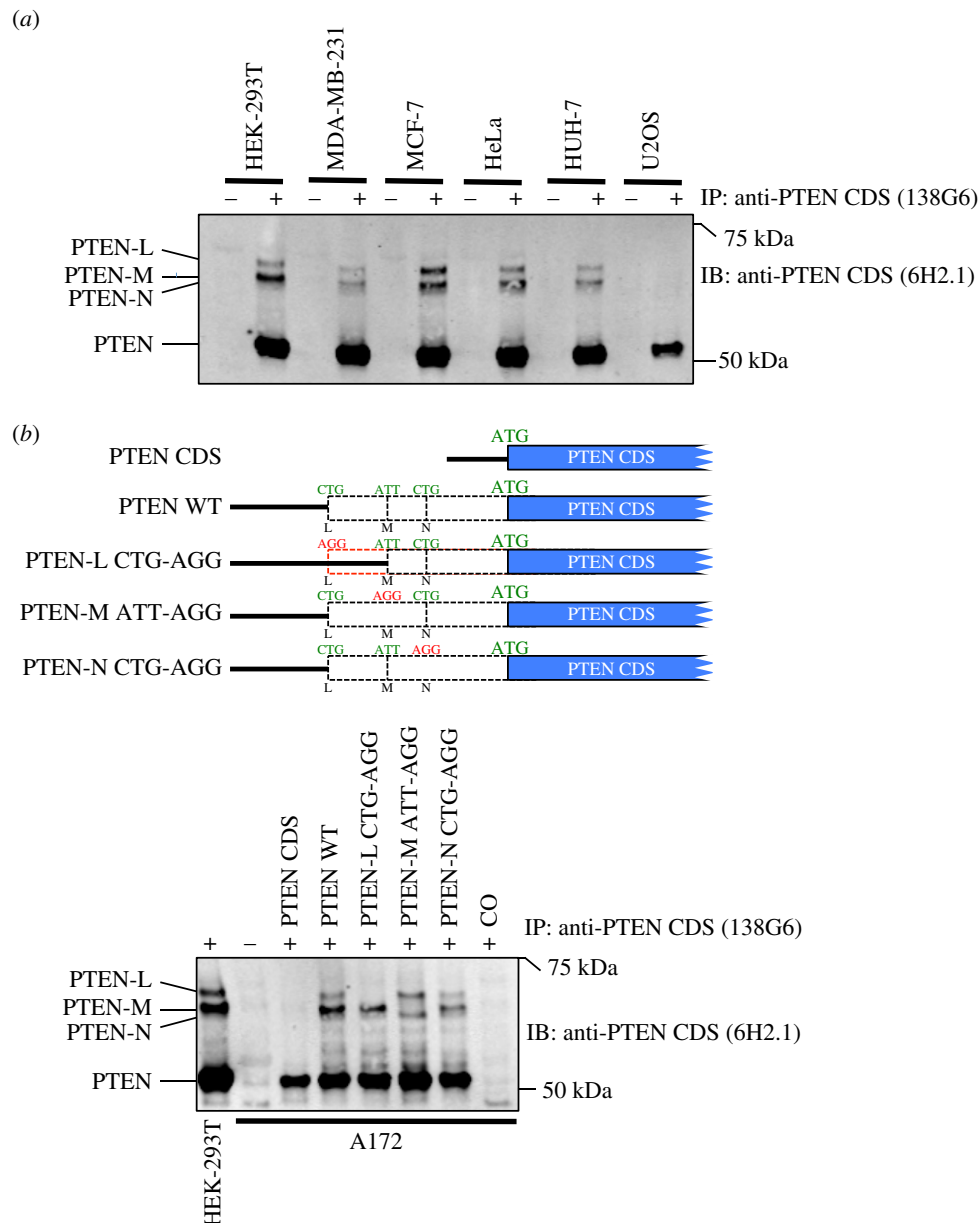 (a)
HEK-293T
MDA-MB-231
MCF-7
HeLa
HUH-7
U2OS
– + – + – + – + – + – + IP: anti-PTEN CDS (138G6)
75 kDa
PTEN-L
PTEN-M
IB: anti-PTEN CDS (6H2.1)
PTEN-N
PTEN
50 kDa
(b)
ATG
PTEN CDS PTEN CDS
CTG ATT CTG ATG
PTEN WT PTEN CDS
L M N
AGG ATT CTG ATG
PTEN-L CTG-AGG PTEN CDS
L M N
CTG AGG CTG ATG
PTEN-M ATT-AGG PTEN CDS
L M N
CTG ATT AGG ATG
PTEN-N CTG-AGG PTEN CDS
L M N
PTEN CDS
PTEN WT
PTEN-L CTG-AGG
PTEN-M ATT-AGG
PTEN-N CTG-AGG
CO
+ – + + + + + + IP: anti-PTEN CDS (138G6)
75 kDa
PTEN-L
PTEN-M
PTEN-N
IB: anti-PTEN CDS (6H2.1)
PTEN
50 kDa
HEK-293T
A172